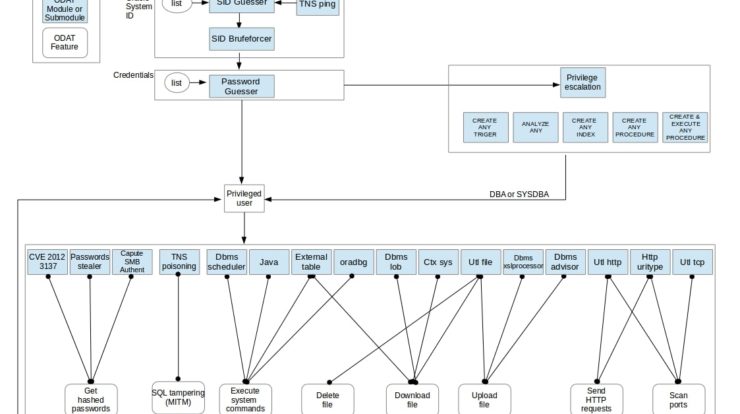 ODAT
Module or
Submodule
ODAT
Feature
System
ID
list
SID Guesser
TNS ping
SID Brufeforcer
Credentials
list
Password
Guesser
Privilege
escalation
CREATE
ANY
TRIGER
ANALYZE
ANY
CREATE
ANY
INDEX
CREATE
ANY
PROCEDURE
CREATE &
EXECUTE
ANY
PROCEDURE
DBA or SYSDBA
Privileged
user
CVE 2012
3137
Passwords
stealer
Capute
SMB
Authent
TNS
poisoning
Dbms
scheduler
Java
External
table
oradbg
Dbms
lob
Ctx sys
Utl file
Dbms
xslprocessor
Dbms
advisor
Utl http
Http
uritype
Utl tcp
Get
hashed
passwords
SQL tampering
(MITM)
Execute
system
commands
Delete
file
Download
file
Upload
file
Send
HTTP
requests
Scan
ports